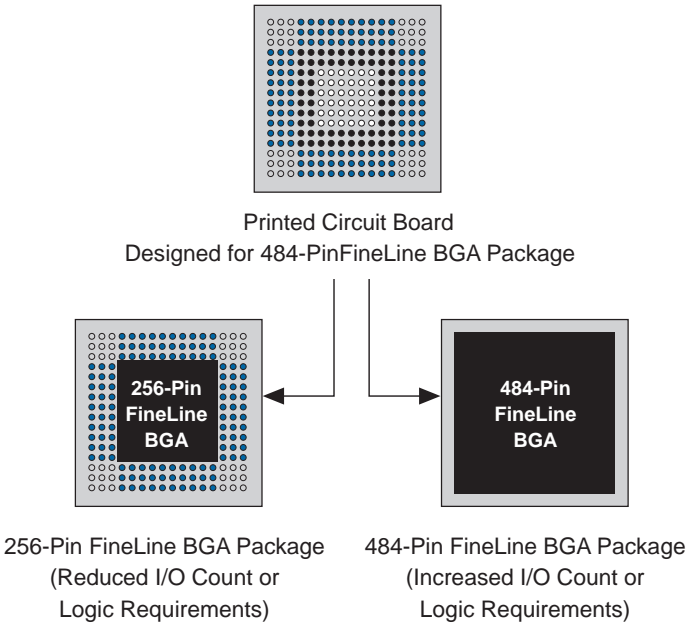 Printed Circuit Board
Designed for 484-PinFineLine BGA Package
256-Pin
FineLine
BGA
484-Pin
FineLine
BGA
256-Pin FineLine BGA Package
(Reduced I/O Count or
Logic Requirements)
484-Pin FineLine BGA Package
(Increased I/O Count or
Logic Requirements)